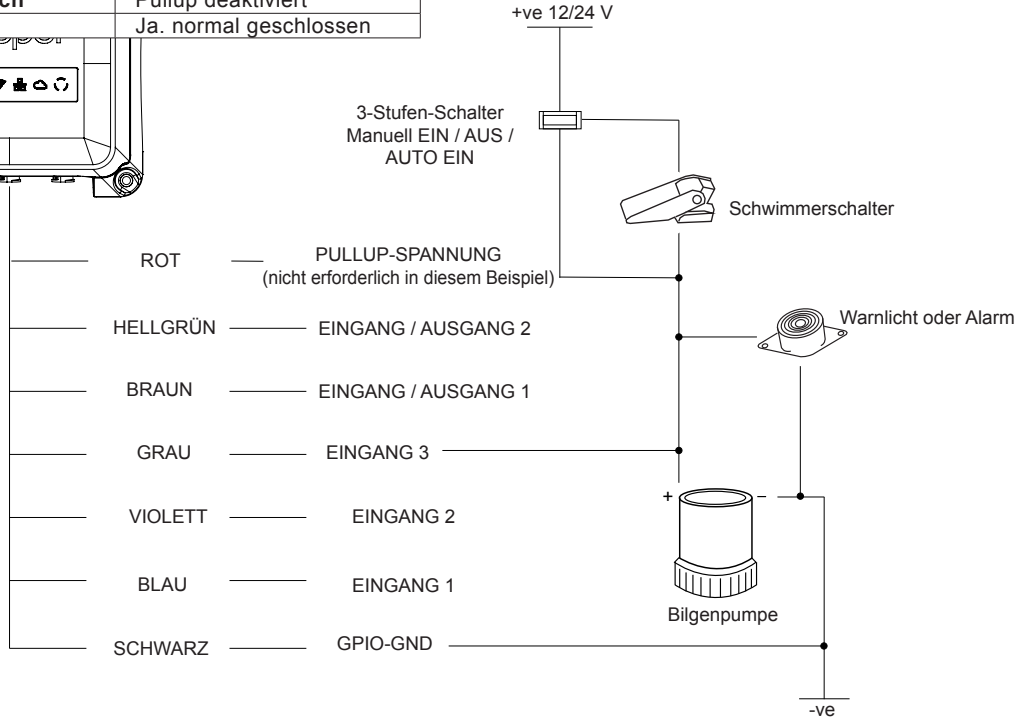 Pullup deaktiviert
Ja. normal geschlossen
+ve 12/24 V
3-Stufen-Schalter
Manuell EIN / AUS /
AUTO EIN
Schwimmerschalter
ROT
PULLUP-SPANNUNG
(nicht erforderlich in diesem Beispiel)
HELLGRÜN
EINGANG / AUSGANG 2
Warnlicht oder Alarm
BRAUN
EINGANG / AUSGANG 1
GRAU
EINGANG 3
+
–
VIOLETT
EINGANG 2
BLAU
EINGANG 1
Bilgenpumpe
SCHWARZ
GPIO-GND
-ve